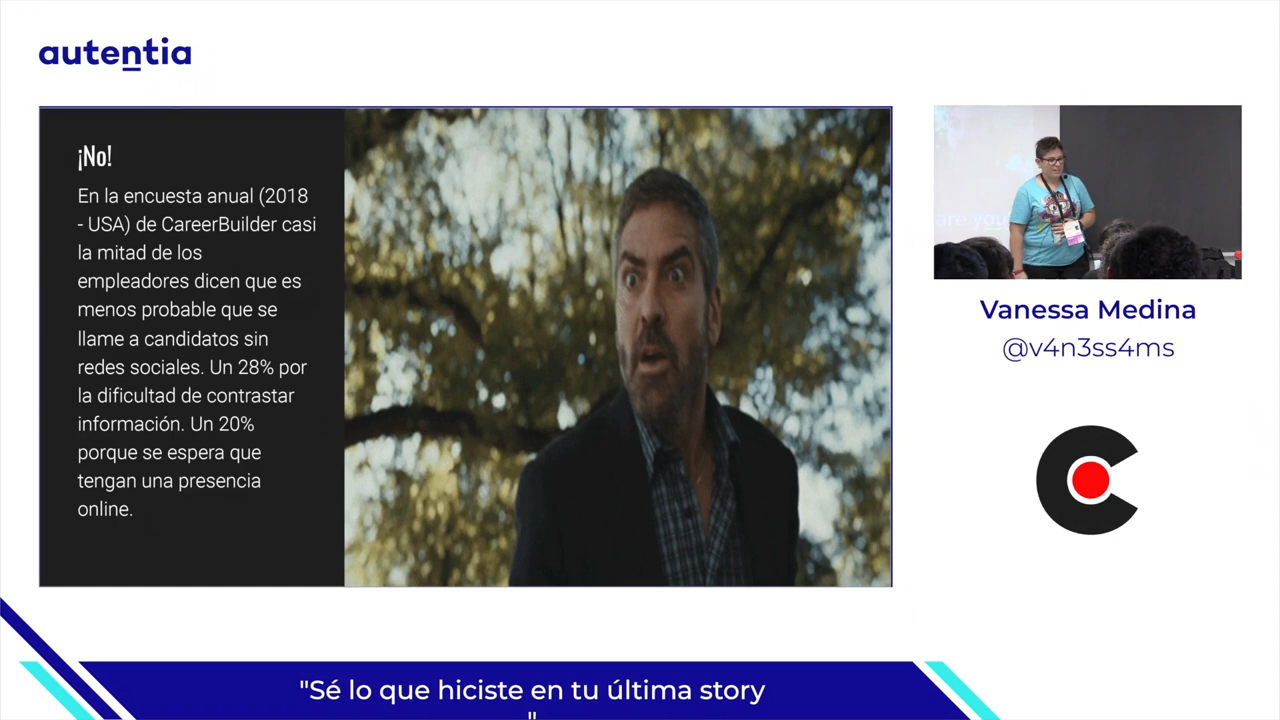 autentia
¡No!
En la encuesta anual (2018
- USA) de CareerBuilder casi
la mitad de los
empleadores dicen que es
menos probable que se
llame a candidatos sin
redes sociales. Un 28% por
la dificultad de contrastar
información. Un 20%
porque se espera que
tengan una presencia
online.
are you
Vanessa Medina
@v4n3ss4ms
"Sé lo que hiciste en tu última story
"